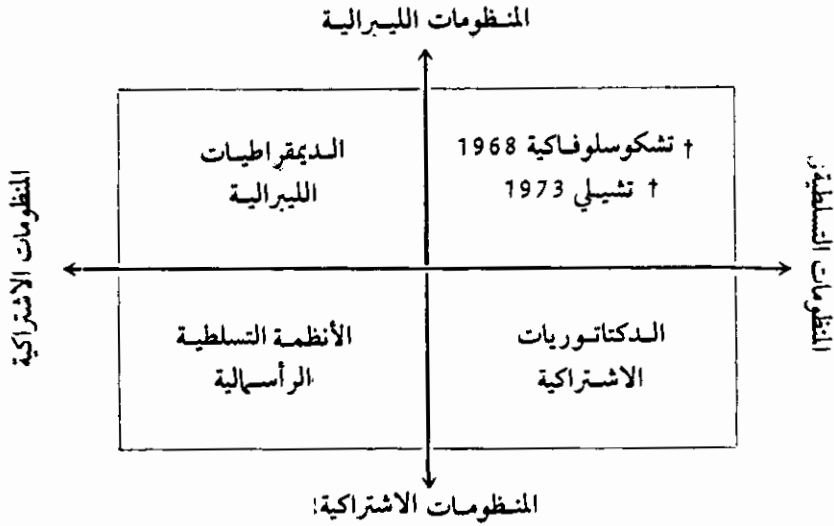 المنظومات الليبرالية
† تشكوسلوفاكية 1968
† تشيلي 1973
الديمقراطيات
الليبرالية
المنظومات التسلطية
المنظومات الاشتراكية
الدكتاتوريات
الاشتراكية
الأنظمة التسلطية
الرأسمالية
المنظومات الاشتراكية!